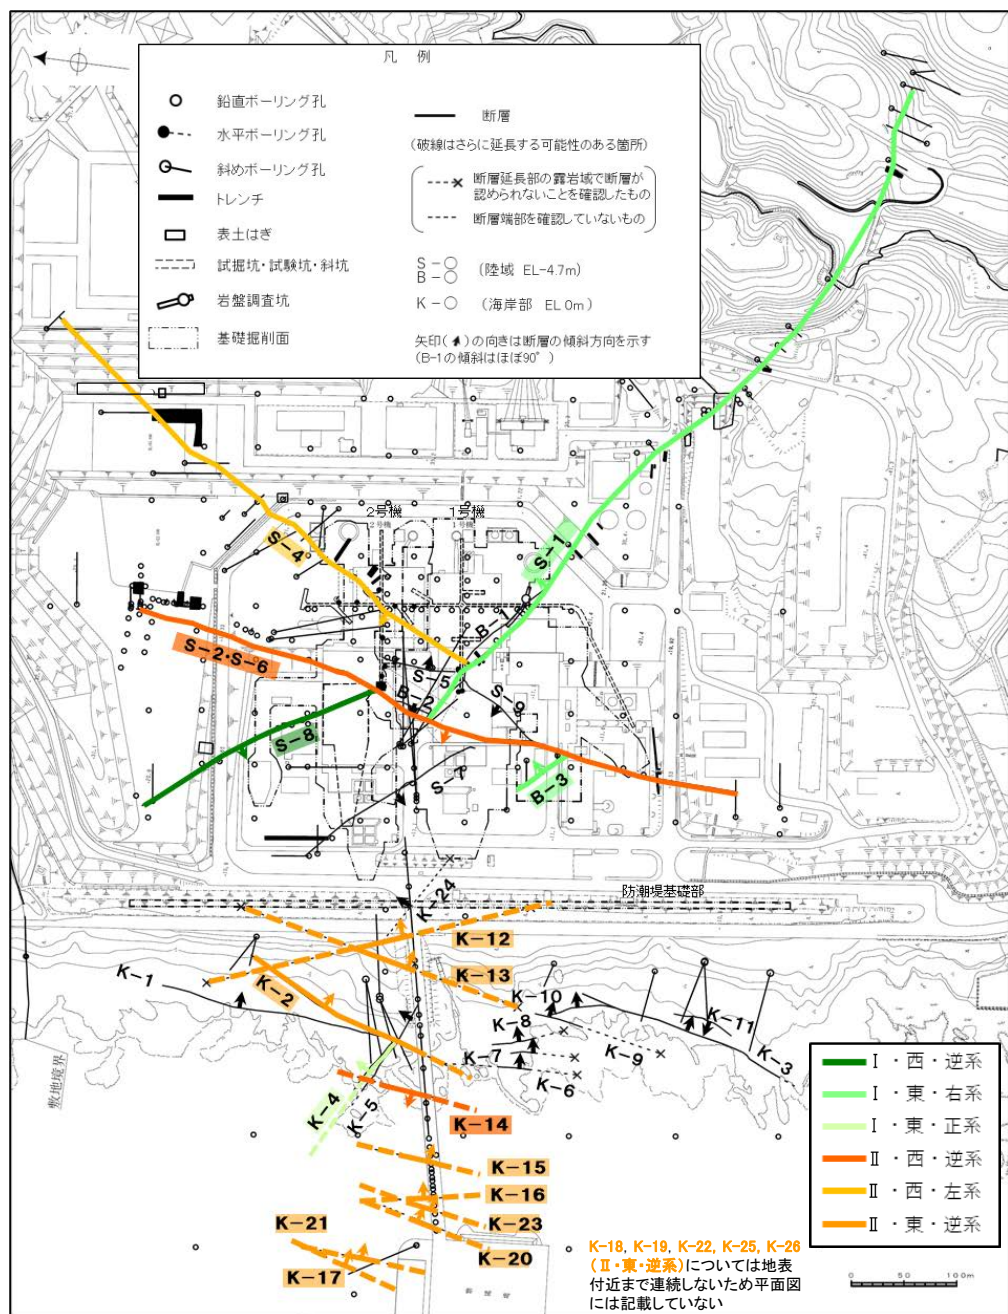 凡 例
鉛直ボーリング孔
水平ボーリング孔
斜めボーリング孔
トレンチ
表土はぎ
試掘坑・試験坑・斜坑
岩盤調査坑
基礎掘削面
断層
(破線はさらに延長する可能性のある箇所)
断層延長部の露岩域で断層が
認められないことを確認したもの
断層端部を確認していないもの
S-○
B-○
(陸域 EL-4.7m)
K-○
(海岸部 EL 0m)
矢印( )の向きは断層の傾斜方向を示す
(B-1の傾斜はほぼ90°)
2号機
2号機
1号機
1号機
S-4
S-1
B-1
S-2・S-6
S-5
B-2
S-9
S-8
S-7
B-3
防潮堤基礎部
K-24
K-12
K-13
K-1
K-2
K-10
K-8
K-11
K-7
K-9
K-3
K-6
K-4
K-5
K-14
敷地境界
K-15
K-16
K-23
K-21
K-20
K-17
K-18, K-19, K-22, K-25, K-26
(Ⅱ・東・逆系)については地表
付近まで連続しないため平面図
には記載していない
Ⅰ・西・逆系
Ⅰ・東・右系
Ⅰ・東・正系
Ⅱ・西・逆系
Ⅱ・西・左系
Ⅱ・東・逆系
0 50 100m